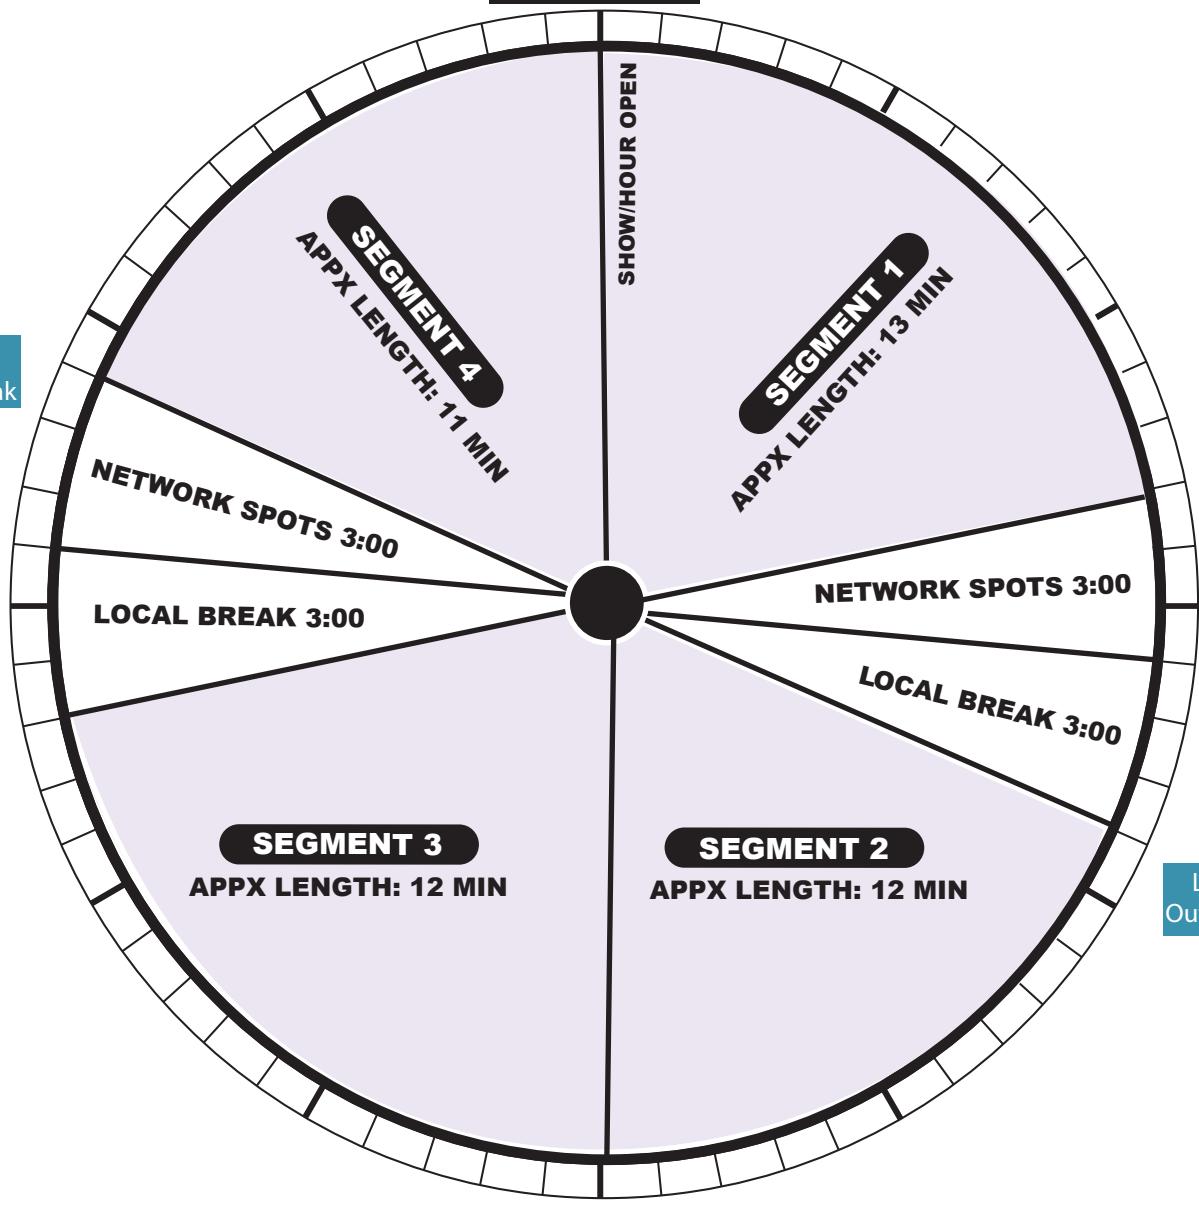 SHOW/HOUR OPEN
SEGMENT 1
APPX LENGTH: 13 MIN
NETWORK SPOTS 3:00
LOCAL BREAK 3:00
SEGMENT 2
APPX LENGTH: 12 MIN
SEGMENT 3
APPX LENGTH: 12 MIN
LOCAL BREAK 3:00
NETWORK SPOTS 3:00
SEGMENT 4
APPX LENGTH: 11 MIN